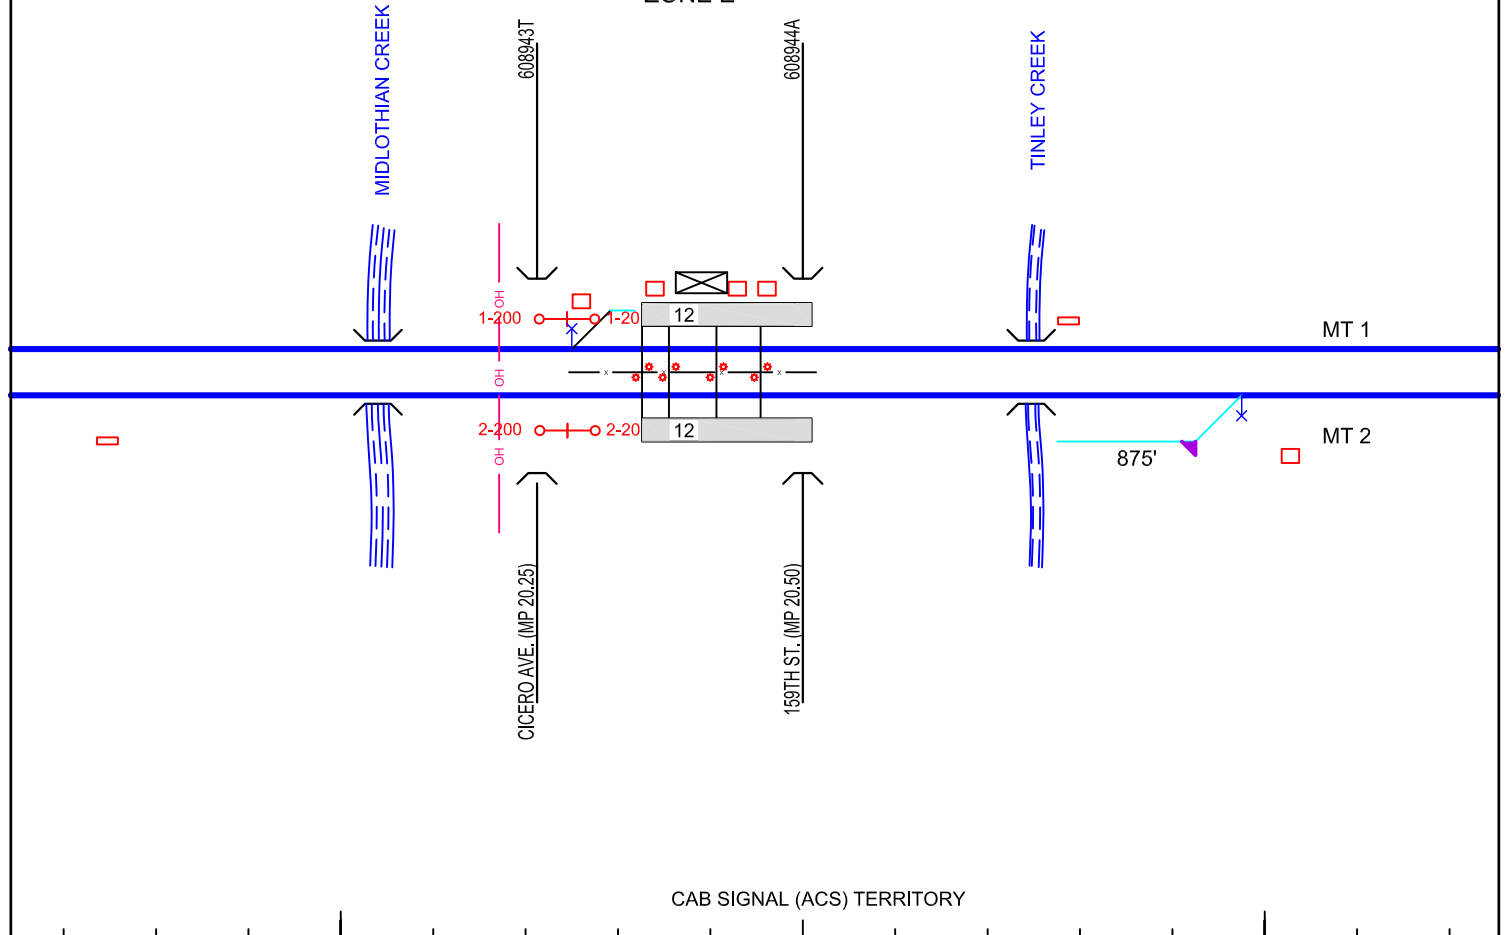 MIDLOTHIAN CREEK
608943T
608944A
TINLEY CREEK
OH
1-200
1-20
12
MT 1
OH
x
x
x
x
2-200
2-20
12
OH
MT 2
875'
CICERO AVE. (MP 20.25)
159TH ST. (MP 20.50)
CAB SIGNAL (ACS) TERRITORY